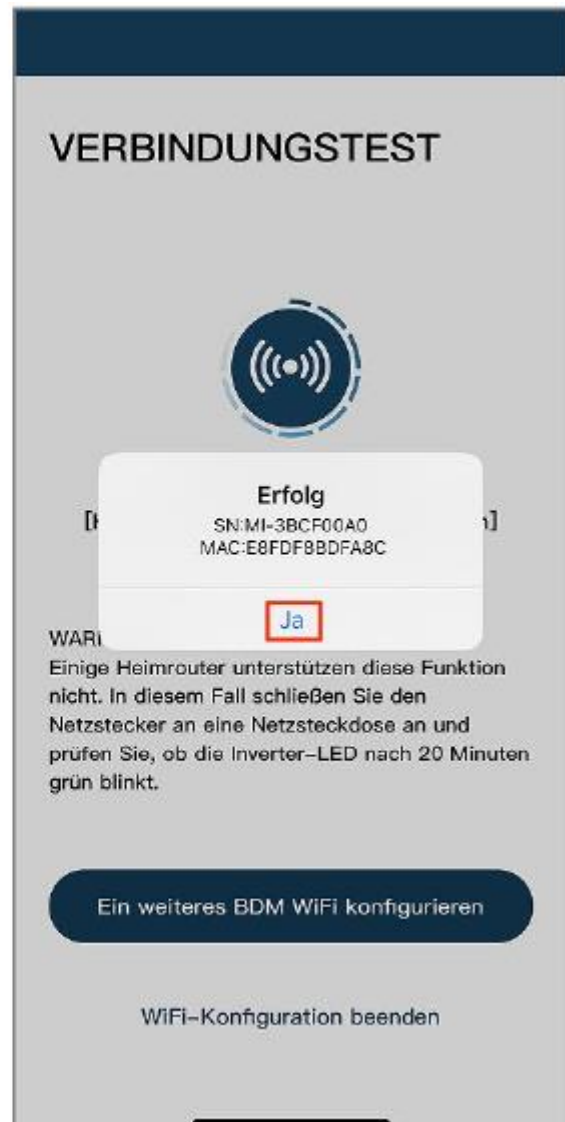 VERBINDUNGSTEST
Erfolg
SN:MI-3BCF00A0
MAC:E8FDF8BDFA8C
Ja
Einige Heimrouter unterstützen diese Funktion
nicht. In diesem Fall schließen Sie den
Netzstecker an eine Netzsteckdose an und
prüfen Sie, ob die Inverter-LED nach 20 Minuten
grün blinkt.
Ein weiteres BDM WiFi konfigurieren
WiFi-Konfiguration beenden